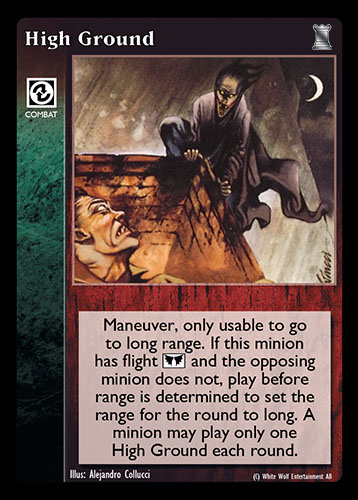 High Ground
COMBAT
Maneuver, only usable to go
to long range. If this minion
has flight and the opposing
minion does not, play before
range is determined to set the
range for the round to long. A
minion may play only one
High Ground each round.
Illus: Alejandro Collucci
(C) White Wolf Entertainment AB